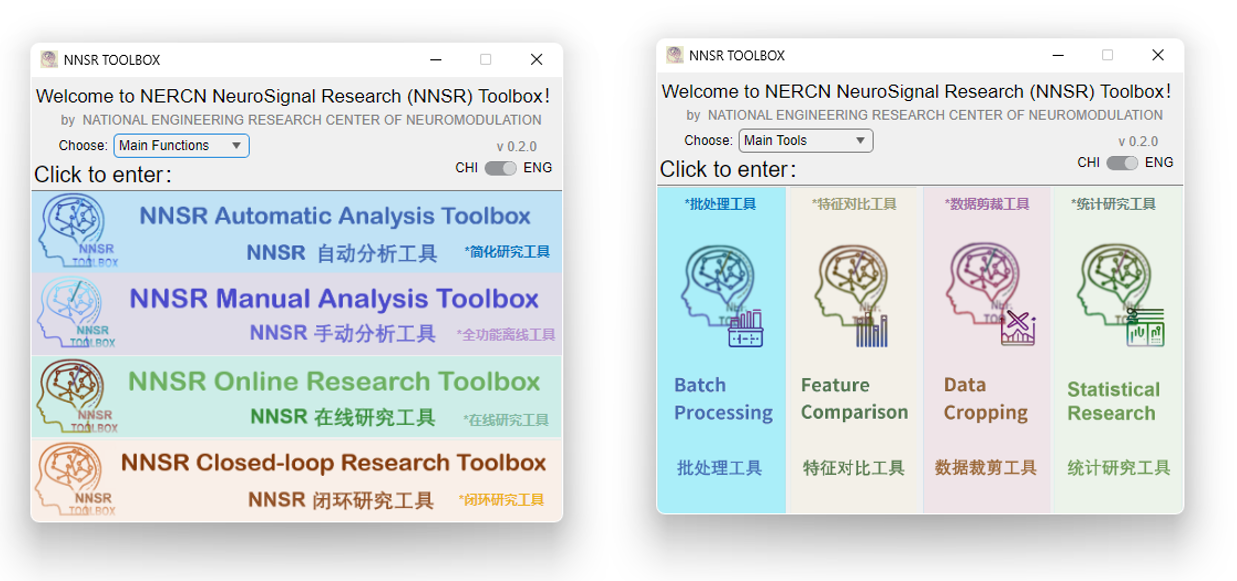 NNSR TOOLBOX
Welcome to NERCN NeuroSignal Research (NNSR) Toolbox!
by NATIONAL ENGINEERING RESEARCH CENTER OF NEUROMODULATION
Choose: Main Functions
v 0.2.0
CHI ENG
Click to enter:
NNSR TOOLBOX
NNSR Automatic Analysis Toolbox
NNSR 自动分析工具 *简化研究工具
NNSR TOOLBOX
NNSR Manual Analysis Toolbox
NNSR 手动分析工具 *全功能离线工具
NNSR TOOLBOX
NNSR Online Research Toolbox
NNSR 在线研究工具 *在线研究工具
NNSR TOOLBOX
NNSR Closed-loop Research Toolbox
NNSR 闭环研究工具 *闭环研究工具
NNSR TOOLBOX
Welcome to NERCN NeuroSignal Research (NNSR) Toolbox!
by NATIONAL ENGINEERING RESEARCH CENTER OF NEUROMODULATION
Choose: Main Tools
v 0.2.0
CHI ENG
Click to enter:
*批处理工具
Batch
Processing
批处理工具
*特征对比工具
Feature
Comparison
特征对比工具
*数据剪裁工具
Data
Cropping
数据裁剪工具
*统计研究工具
Statistical
Research
统计研究工具